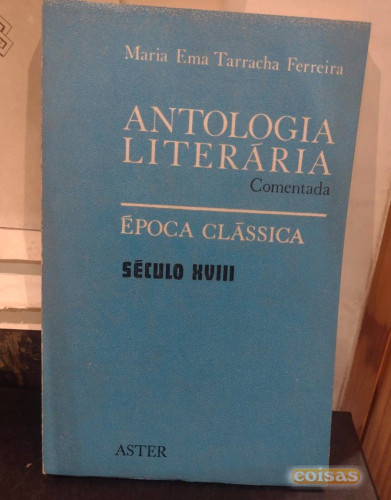 Maria Ema Tarracha Ferreira
ANTOLOGIA
LITERÁRIA
Comentada
ÉPOCA CLÁSSICA
SÉCULO XVIII
ASTER
coisas